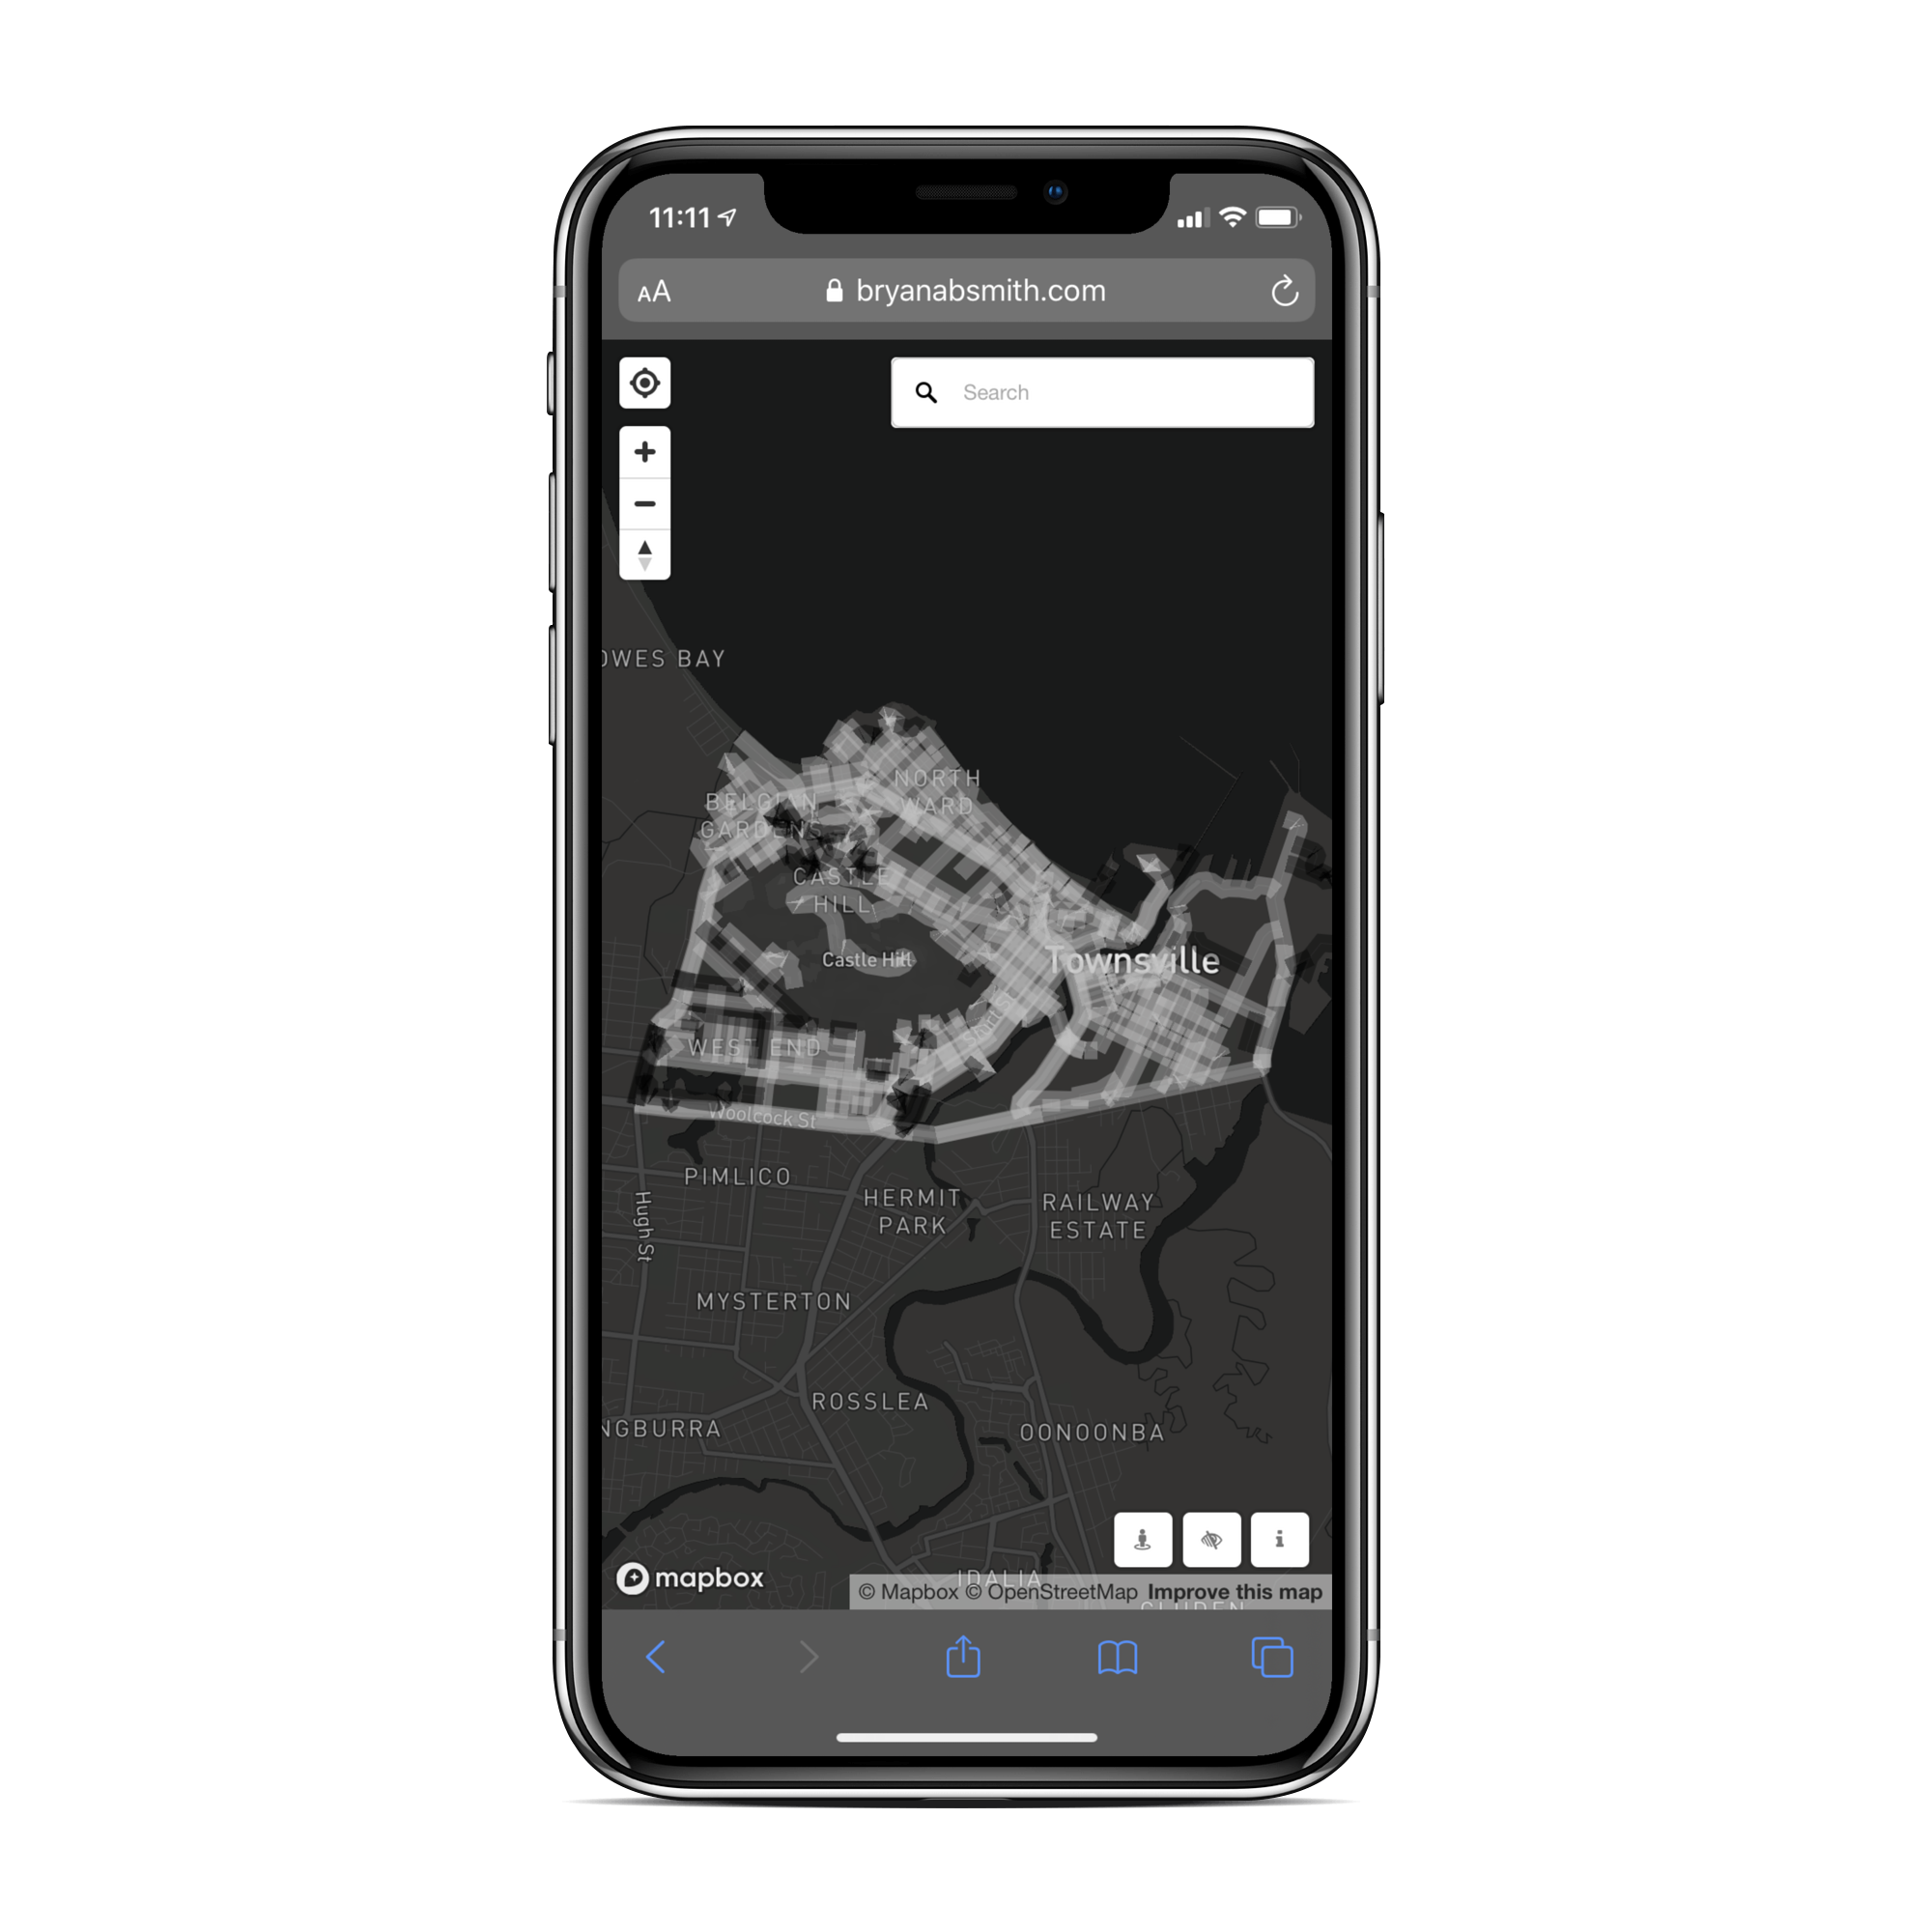 11:11
AA
bryanabsmith.com
Search
OWES BAY
NORTH
WARD
BELGIAN
GARDENS
CASTLE
HILL
Castle Hill
Townsville
Sturt St
WEST END
Woolcock St
PIMLICO
HERMIT
PARK
RAILWAY
ESTATE
Hugh St
MYSTERTON
ROSSLEA
NGBURRA
OONOONBA
IDALIA
mapbox
© Mapbox © OpenStreetMap Improve this map